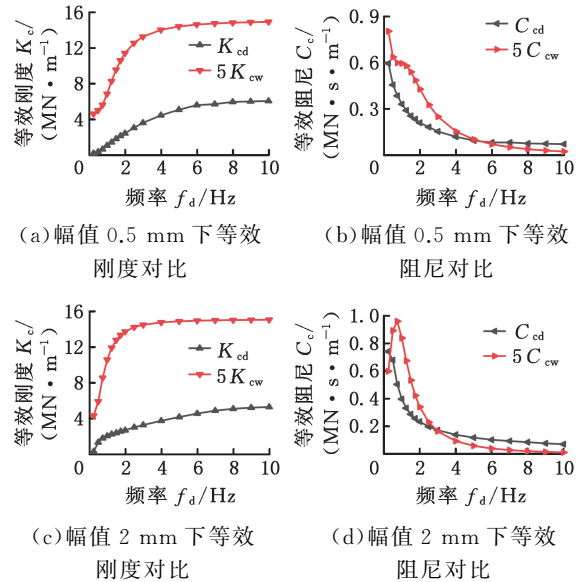 等效刚度 K_c/
(MN·m⁻¹)
16
12
8
4
0
2 4 6 8 10
K_cd
5K_cw
频率 f_d/Hz
(a)幅值 0.5 mm 下等效
刚度对比
等效阻尼 C_c/
(MN·s·m⁻¹)
0.9
0.6
0.3
0
2 4 6 8 10
C_cd
5C_cw
频率 f_d/Hz
(b)幅值 0.5 mm 下等效
阻尼对比
等效刚度 K_c/
(MN·m⁻¹)
16
12
8
4
0
2 4 6 8 10
K_cd
5K_cw
频率 f_d/Hz
(c)幅值 2 mm 下等效
刚度对比
等效阻尼 C_c/
(MN·s·m⁻¹)
1.0
0.8
0.6
0.4
0.2
0
2 4 6 8 10
C_cd
5C_cw
频率 f_d/Hz
(d)幅值 2 mm 下等效
阻尼对比